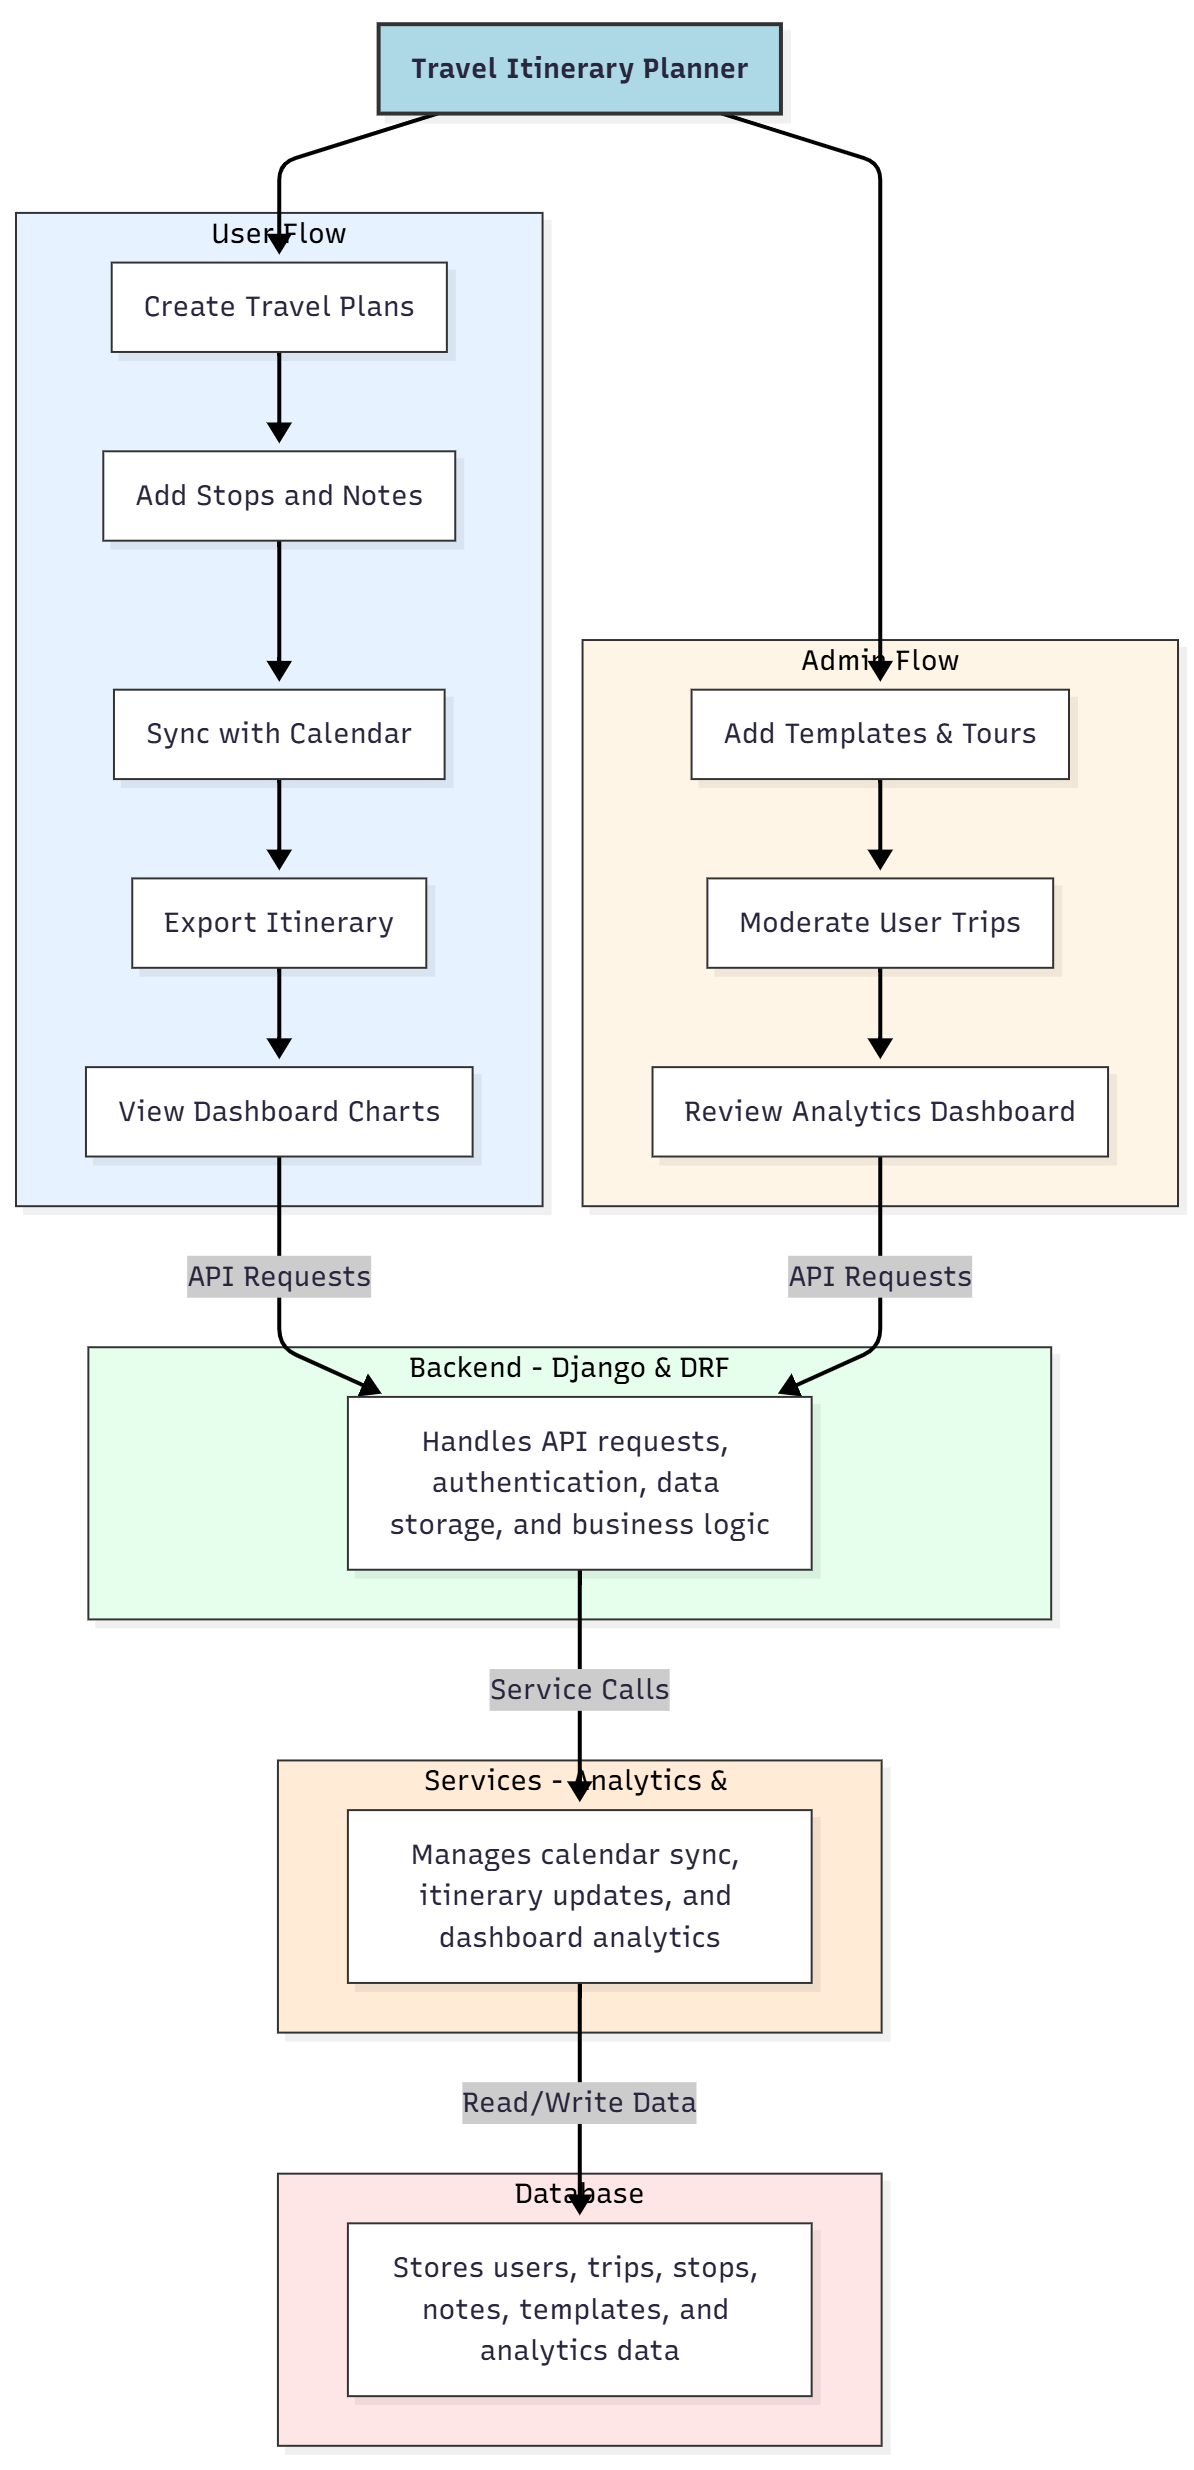 Travel Itinerary Planner
User Flow
Create Travel Plans
Add Stops and Notes
Sync with Calendar
Export Itinerary
View Dashboard Charts
Admin Flow
Add Templates & Tours
Moderate User Trips
Review Analytics Dashboard
API Requests
API Requests
Backend - Django & DRF
Handles API requests,
authentication, data
storage, and business logic
Service Calls
Services - Analytics &
Manages calendar sync,
itinerary updates, and
dashboard analytics
Read/Write Data
Database
Stores users, trips, stops,
notes, templates, and
analytics data